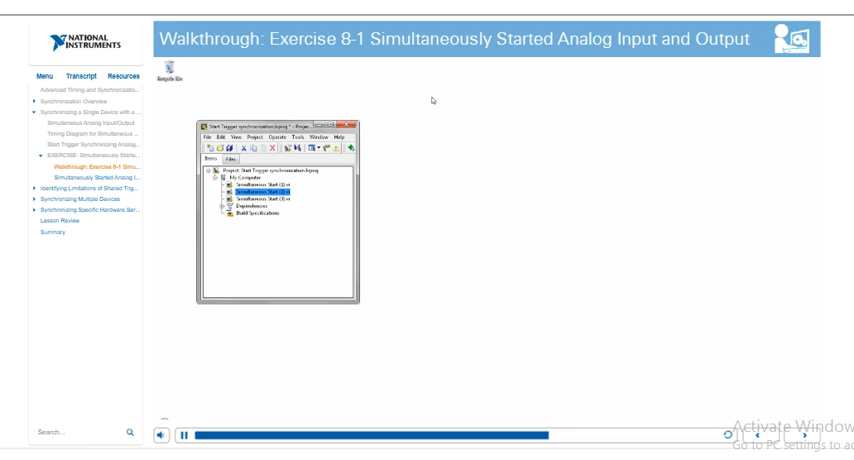 NATIONAL
INSTRUMENTS
Walkthrough: Exercise 8-1 Simultaneously Started Analog Input and Output
Menu Transcript Resources
Advanced Timing and Synchronizatio...
Synchronization Overview
Synchronizing a Single Device with a ...
Simultaneous Analog Input/Output
Timing Diagram for Simultaneous ...
Start Trigger Synchronizing Analog...
EXERCISE: Simultaneously Starte...
Walkthrough: Exercise 8-1 Simu...
Simultaneously Started Analog I...
Identifying Limitations of Shared Trig...
Synchronizing Multiple Devices
Synchronizing Specific Hardware Ser...
Lesson Review
Summary
Search...
Recycle Bin
Start Trigger synchronization.lvproj * - Projec...
File Edit View Project Operate Tools Window Help
Items Files
Project: Start Trigger synchronization.lvproj
My Computer
Simultaneous Start (1).vi
Simultaneous Start (2).vi
Simultaneous Start (3).vi
Dependencies
Build Specifications
Activate Window
Go to PC settings to ac